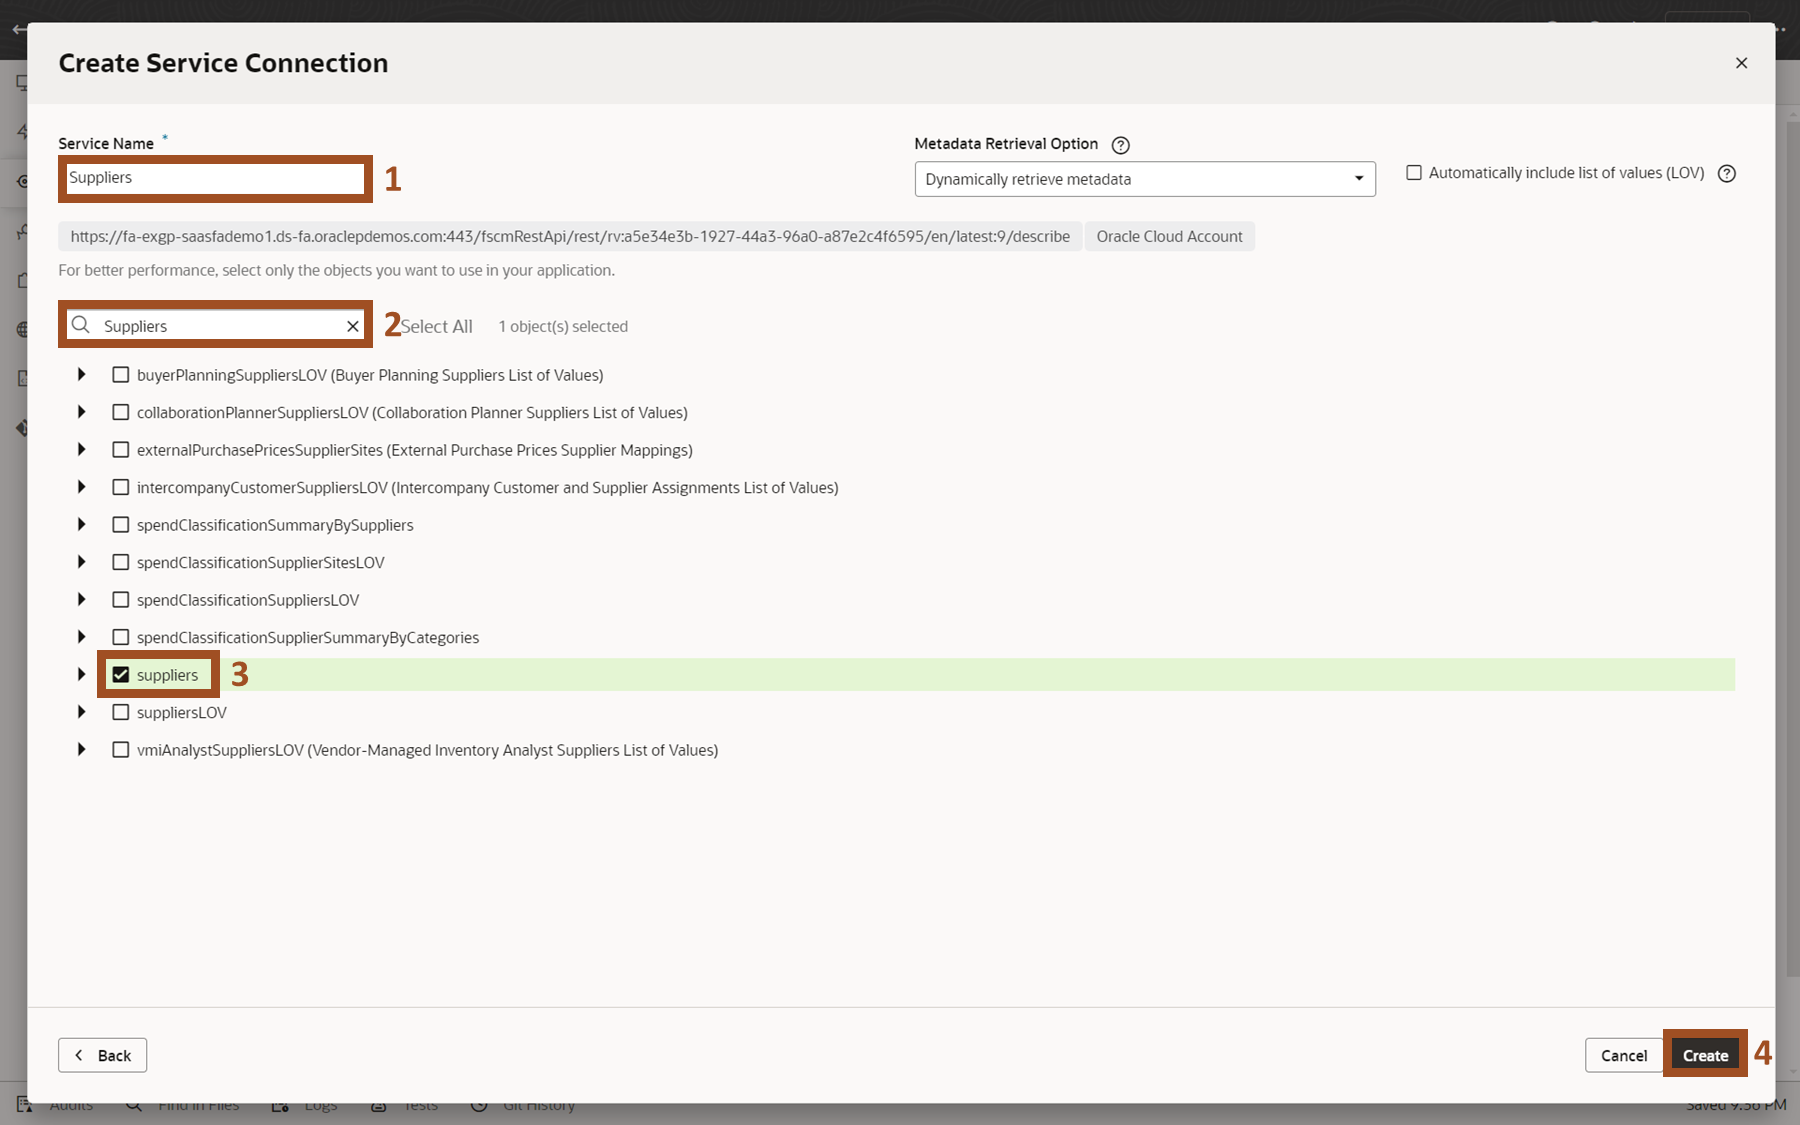 Create Service Connection
Service Name *
Metadata Retrieval Option
Suppliers 1
Dynamically retrieve metadata
Automatically include list of values (LOV)
https://fa-exgp-saasfademo1.ds-fa.oraclepdemos.com:443/fscmRestApi/rest/rv:a5e34e3b-1927-44a3-96a0-a87e2c4f6595/en/latest:9/describe Oracle Cloud Account
For better performance, select only the objects you want to use in your application.
Suppliers 2 Select All 1 object(s) selected
buyerPlanningSuppliersLOV (Buyer Planning Suppliers List of Values)
collaborationPlannerSuppliersLOV (Collaboration Planner Suppliers List of Values)
externalPurchasePricesSupplierSites (External Purchase Prices Supplier Mappings)
intercompanyCustomerSuppliersLOV (Intercompany Customer and Supplier Assignments List of Values)
spendClassificationSummaryBySuppliers
spendClassificationSupplierSitesLOV
spendClassificationSuppliersLOV
spendClassificationSupplierSummaryByCategories
suppliers 3
suppliersLOV
vmiAnalystSuppliersLOV (Vendor-Managed Inventory Analyst Suppliers List of Values)
Back Cancel Create 4
Audits Find in Files Logs Tests Git History Saved 9:56 PM